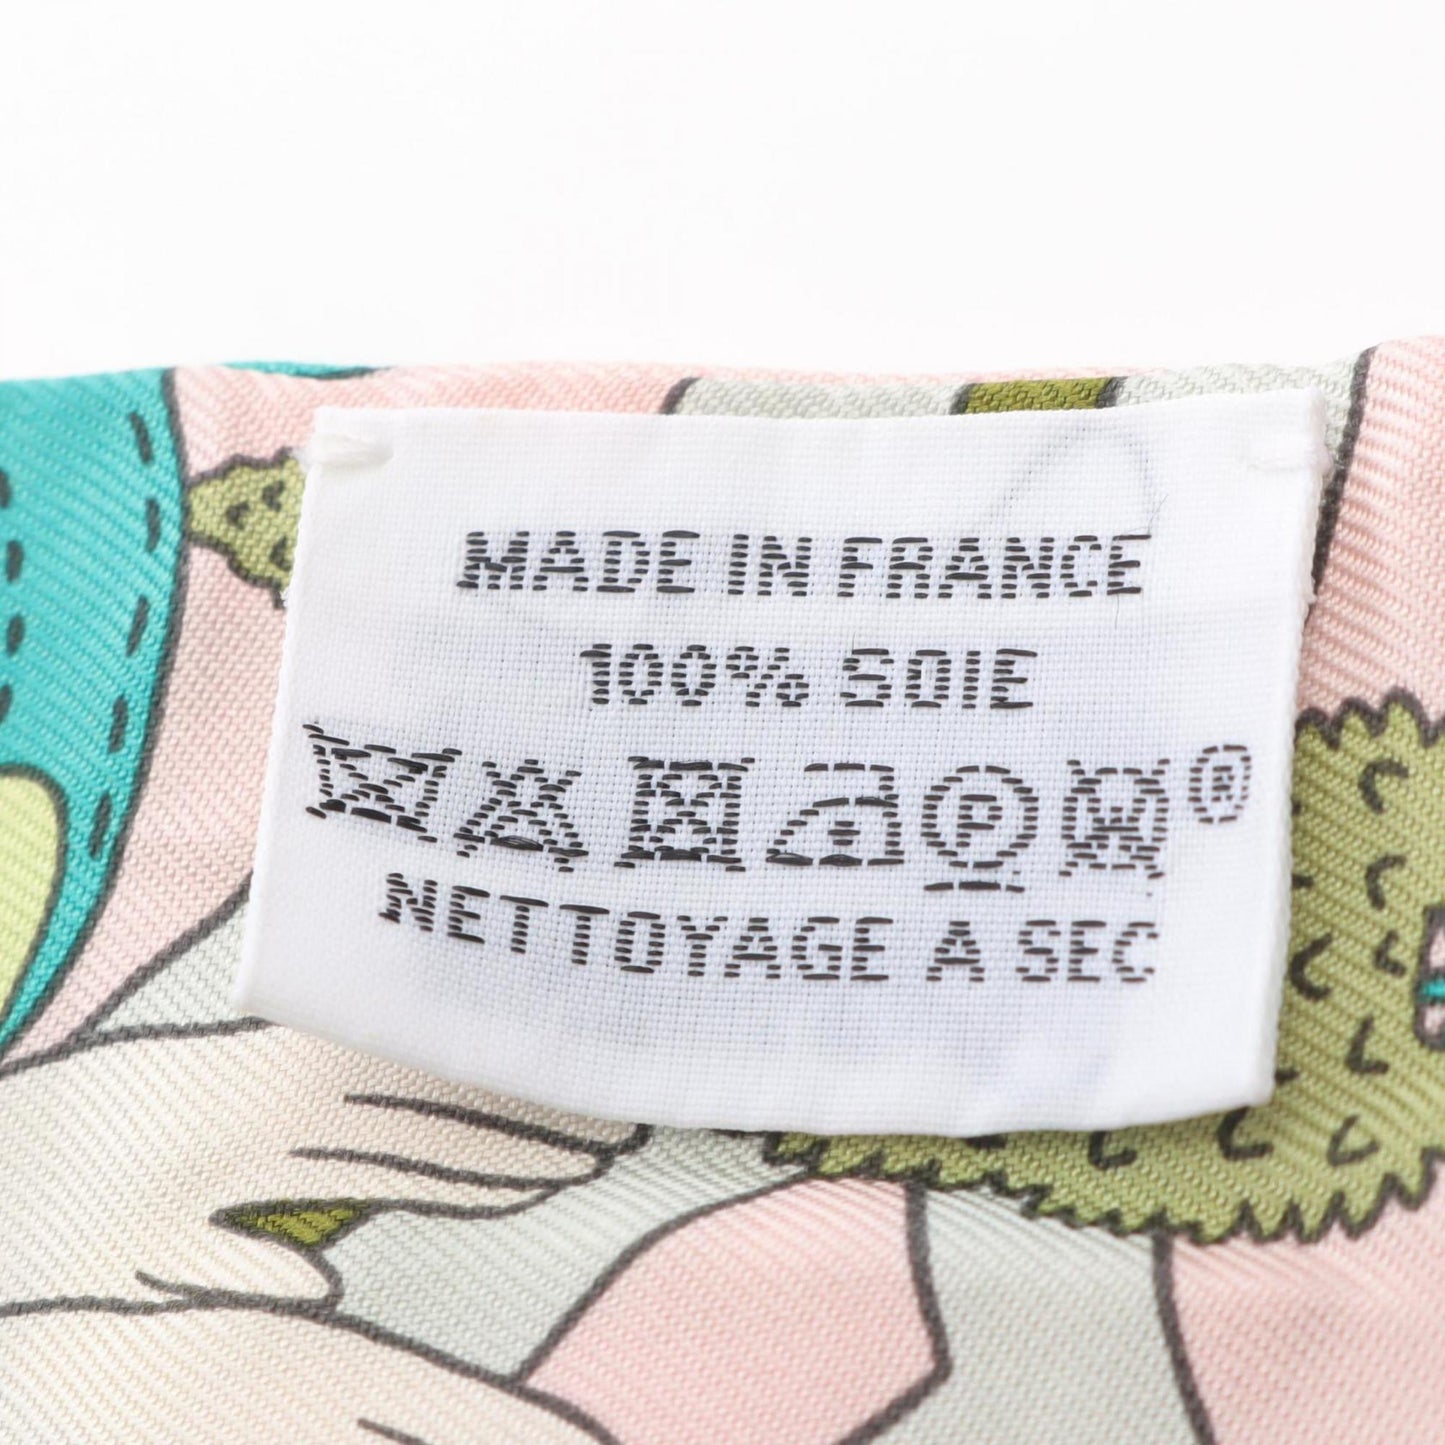 MADE IN FRANCE
100% SOIE
P W ®
NETTOYAGE A SEC